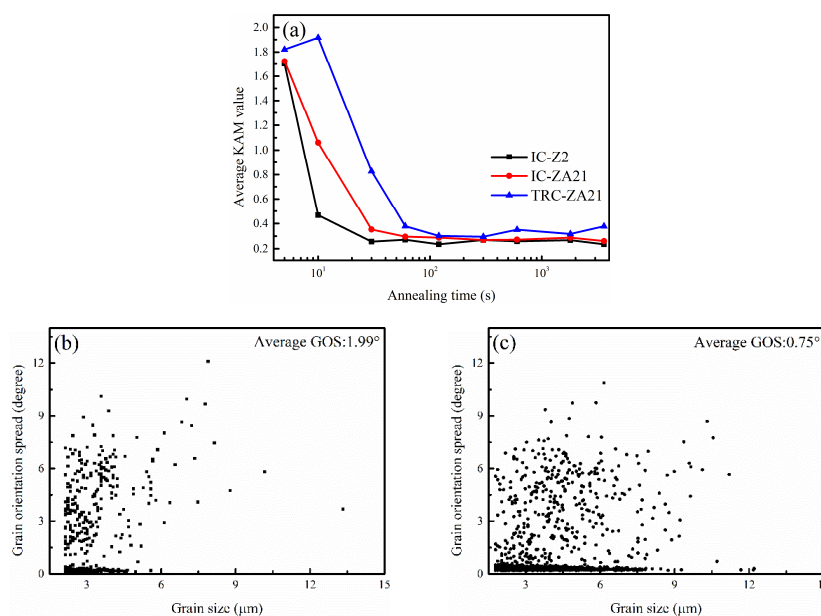 (a)
2.0
1.8
1.6
1.4
1.2
1.0
0.8
0.6
0.4
0.2
Average KAM value
IC-Z2
IC-ZA21
TRC-ZA21
10¹ 10² 10³
Annealing time (s)
(b)
Average GOS:1.99°
12
9
6
3
0
Grain orientation spread (degree)
3 6 9 12 15
Grain size (μm)
(c)
Average GOS:0.75°
12
9
6
3
0
Grain orientation spread (degree)
3 6 9 12 15
Grain size (μm)